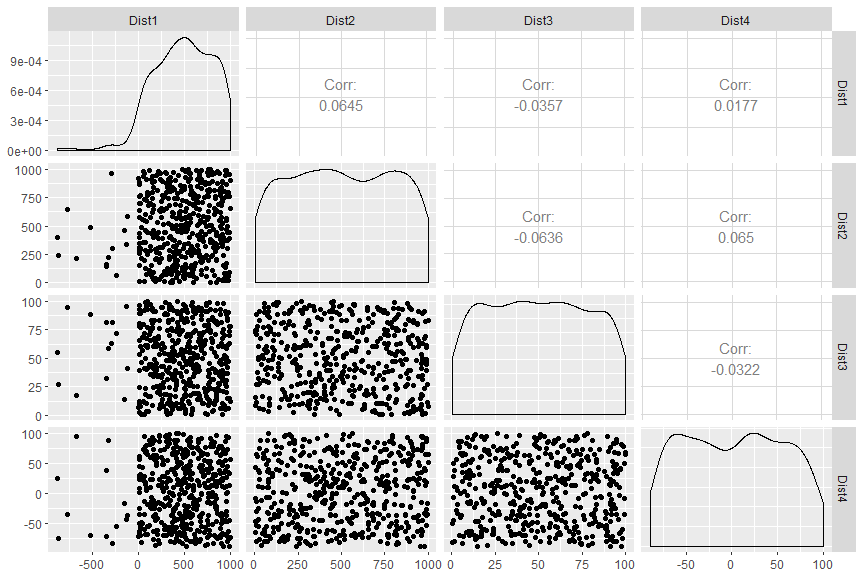 Dist1 Dist2 Dist3 Dist4
9e-04
6e-04
3e-04
0e+00
Corr:
0.0645
Corr:
-0.0357
Corr:
0.0177
Dist1
1000
750
500
250
0
Corr:
-0.0636
Corr:
0.065
Dist2
100
75
50
25
0
Corr:
-0.0322
Dist3
100
50
0
-50
Dist4
-500 0 500 1000 0 250 500 750 1000 0 25 50 75 100 -50 0 50 100